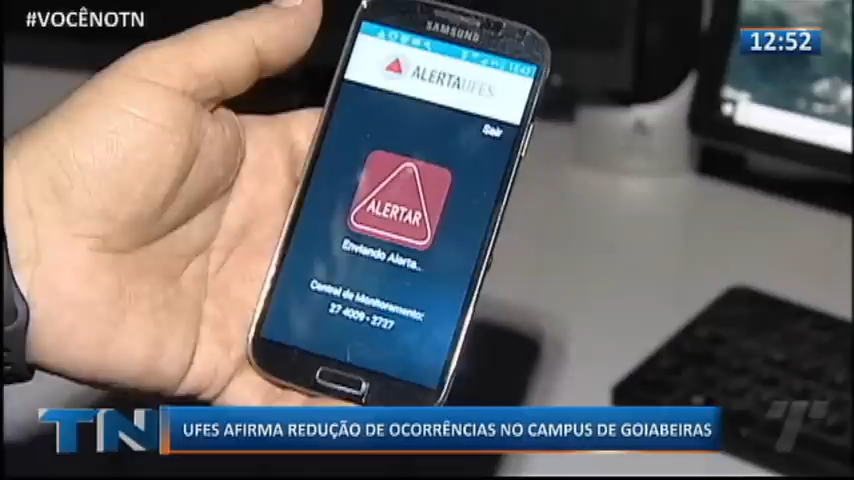 #VOCÊNOTN
12:52
SAMSUNG
ALERTAUFES
Sair
ALERTAR
Enviando Alerta...
Central de Monitoramento:
27 4009 - 2727
TN
UFES AFIRMA REDUÇÃO DE OCORRÊNCIAS NO CAMPUS DE GOIABEIRAS